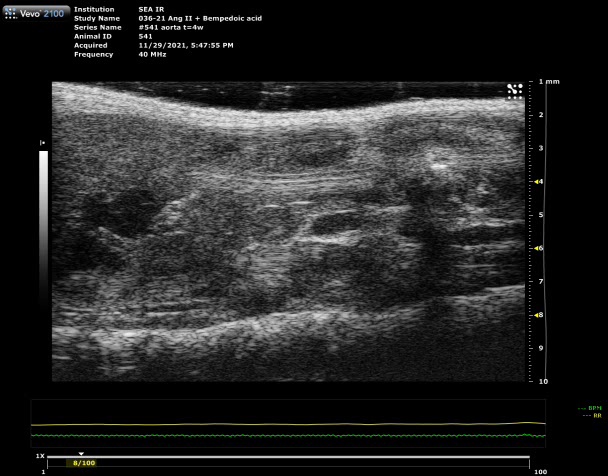 Vevo 2100
Institution SEA IR
Study Name 036-21 Ang II + Bempedoic acid
Series Name #541 aorta t=4w
Animal ID 541
Acquired 11/29/2021, 5:47:55 PM
Frequency 40 MHz
1 mm
2
3
4
5
6
7
8
9
10
BPM
RR
1X
8/100
1 100